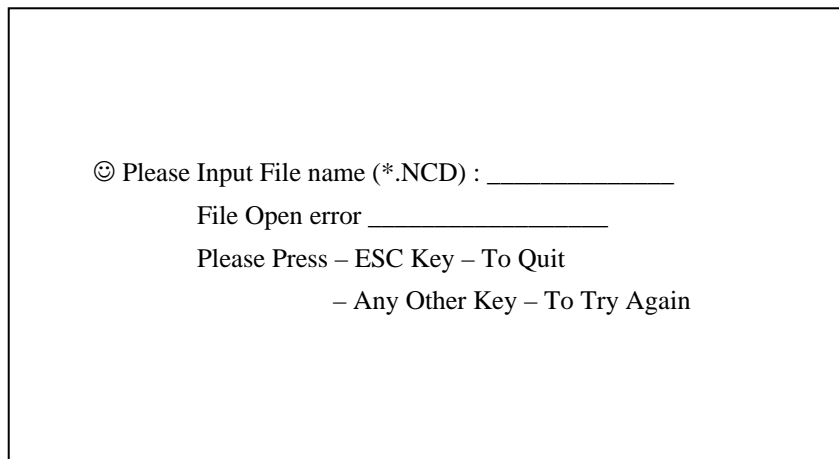 ☺ Please Input File name (*.NCD) : ______________
File Open error __________________
Please Press – ESC Key – To Quit
– Any Other Key – To Try Again